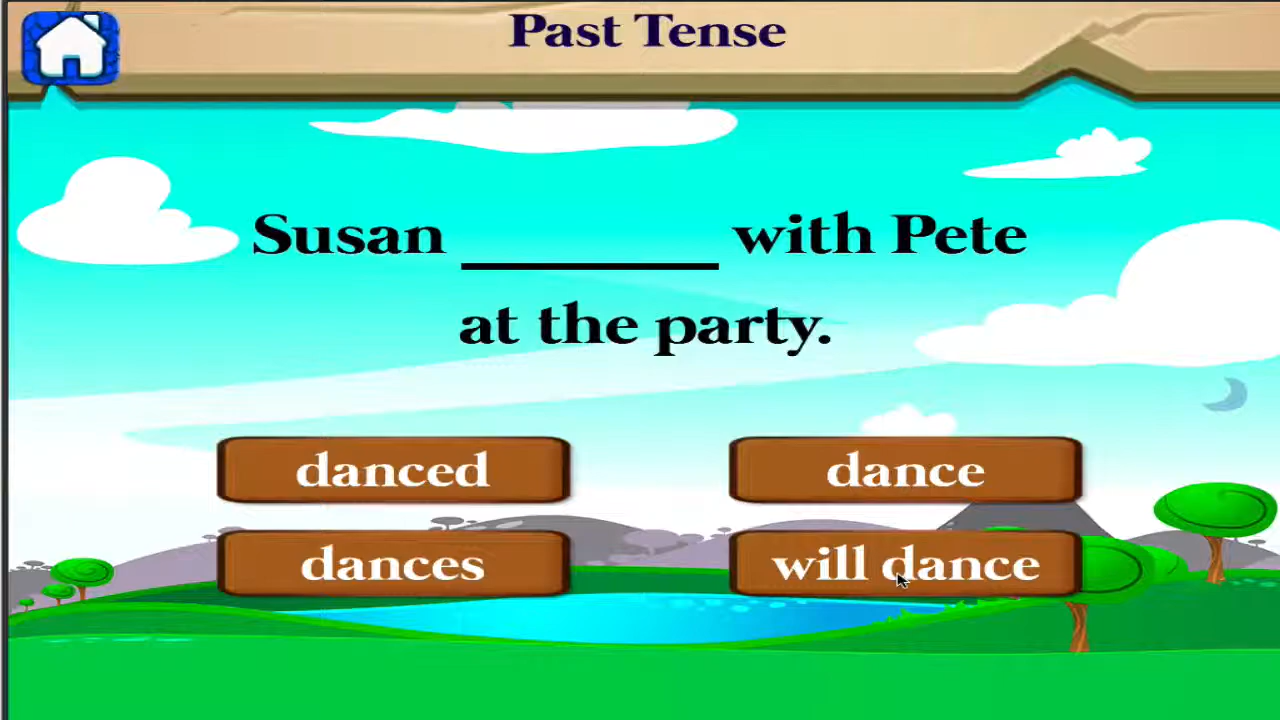 Past Tense
Susan ________ with Pete
at the party.
danced
dance
dances
will dance